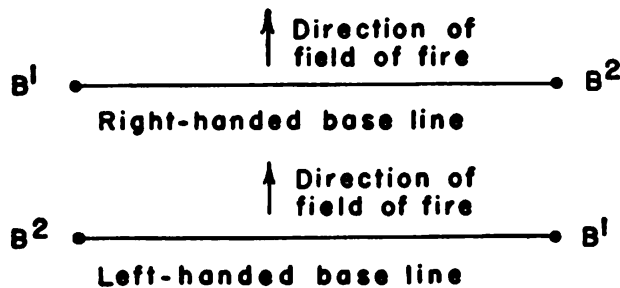 Direction of
field of fire
B¹ B²
Right-handed base line
Direction of
field of fire
B² B¹
Left-handed base line